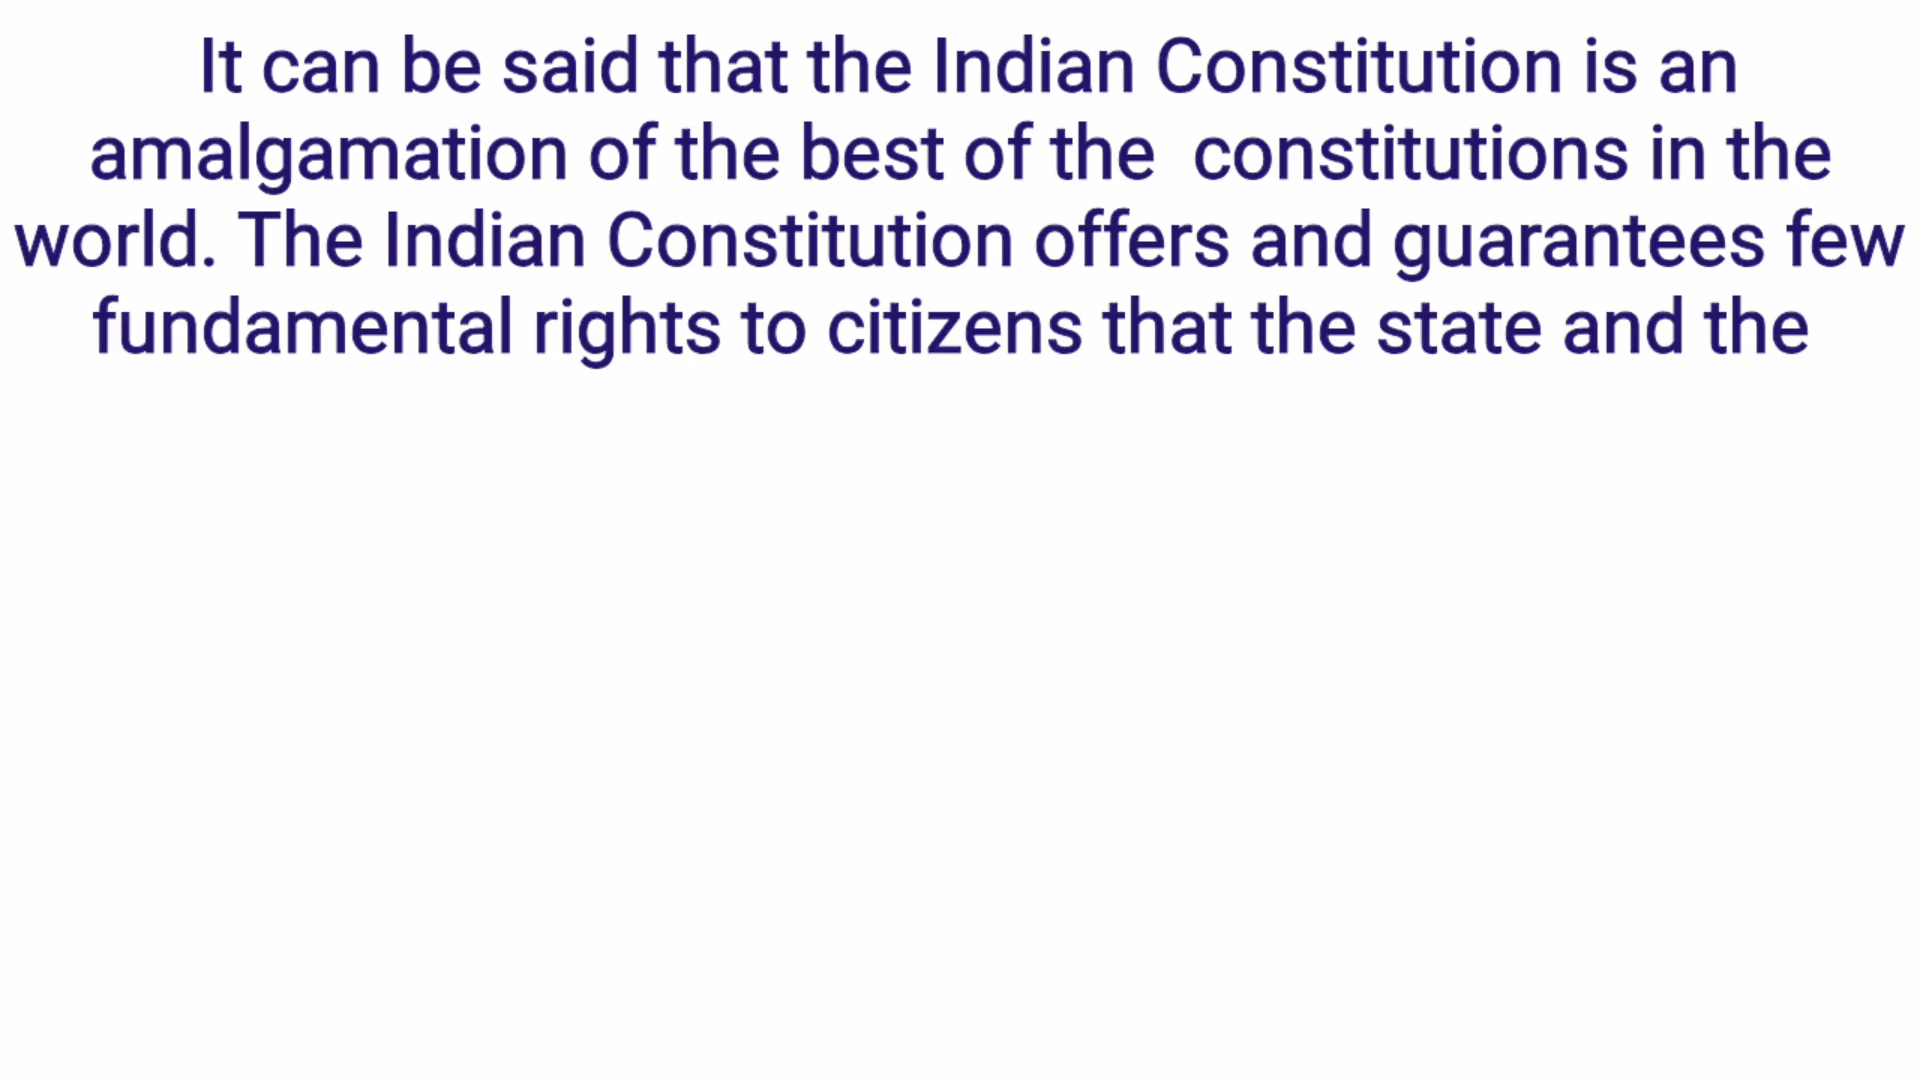 It can be said that the Indian Constitution is an
amalgamation of the best of the  constitutions in the
world. The Indian Constitution offers and guarantees few
fundamental rights to citizens that the state and the